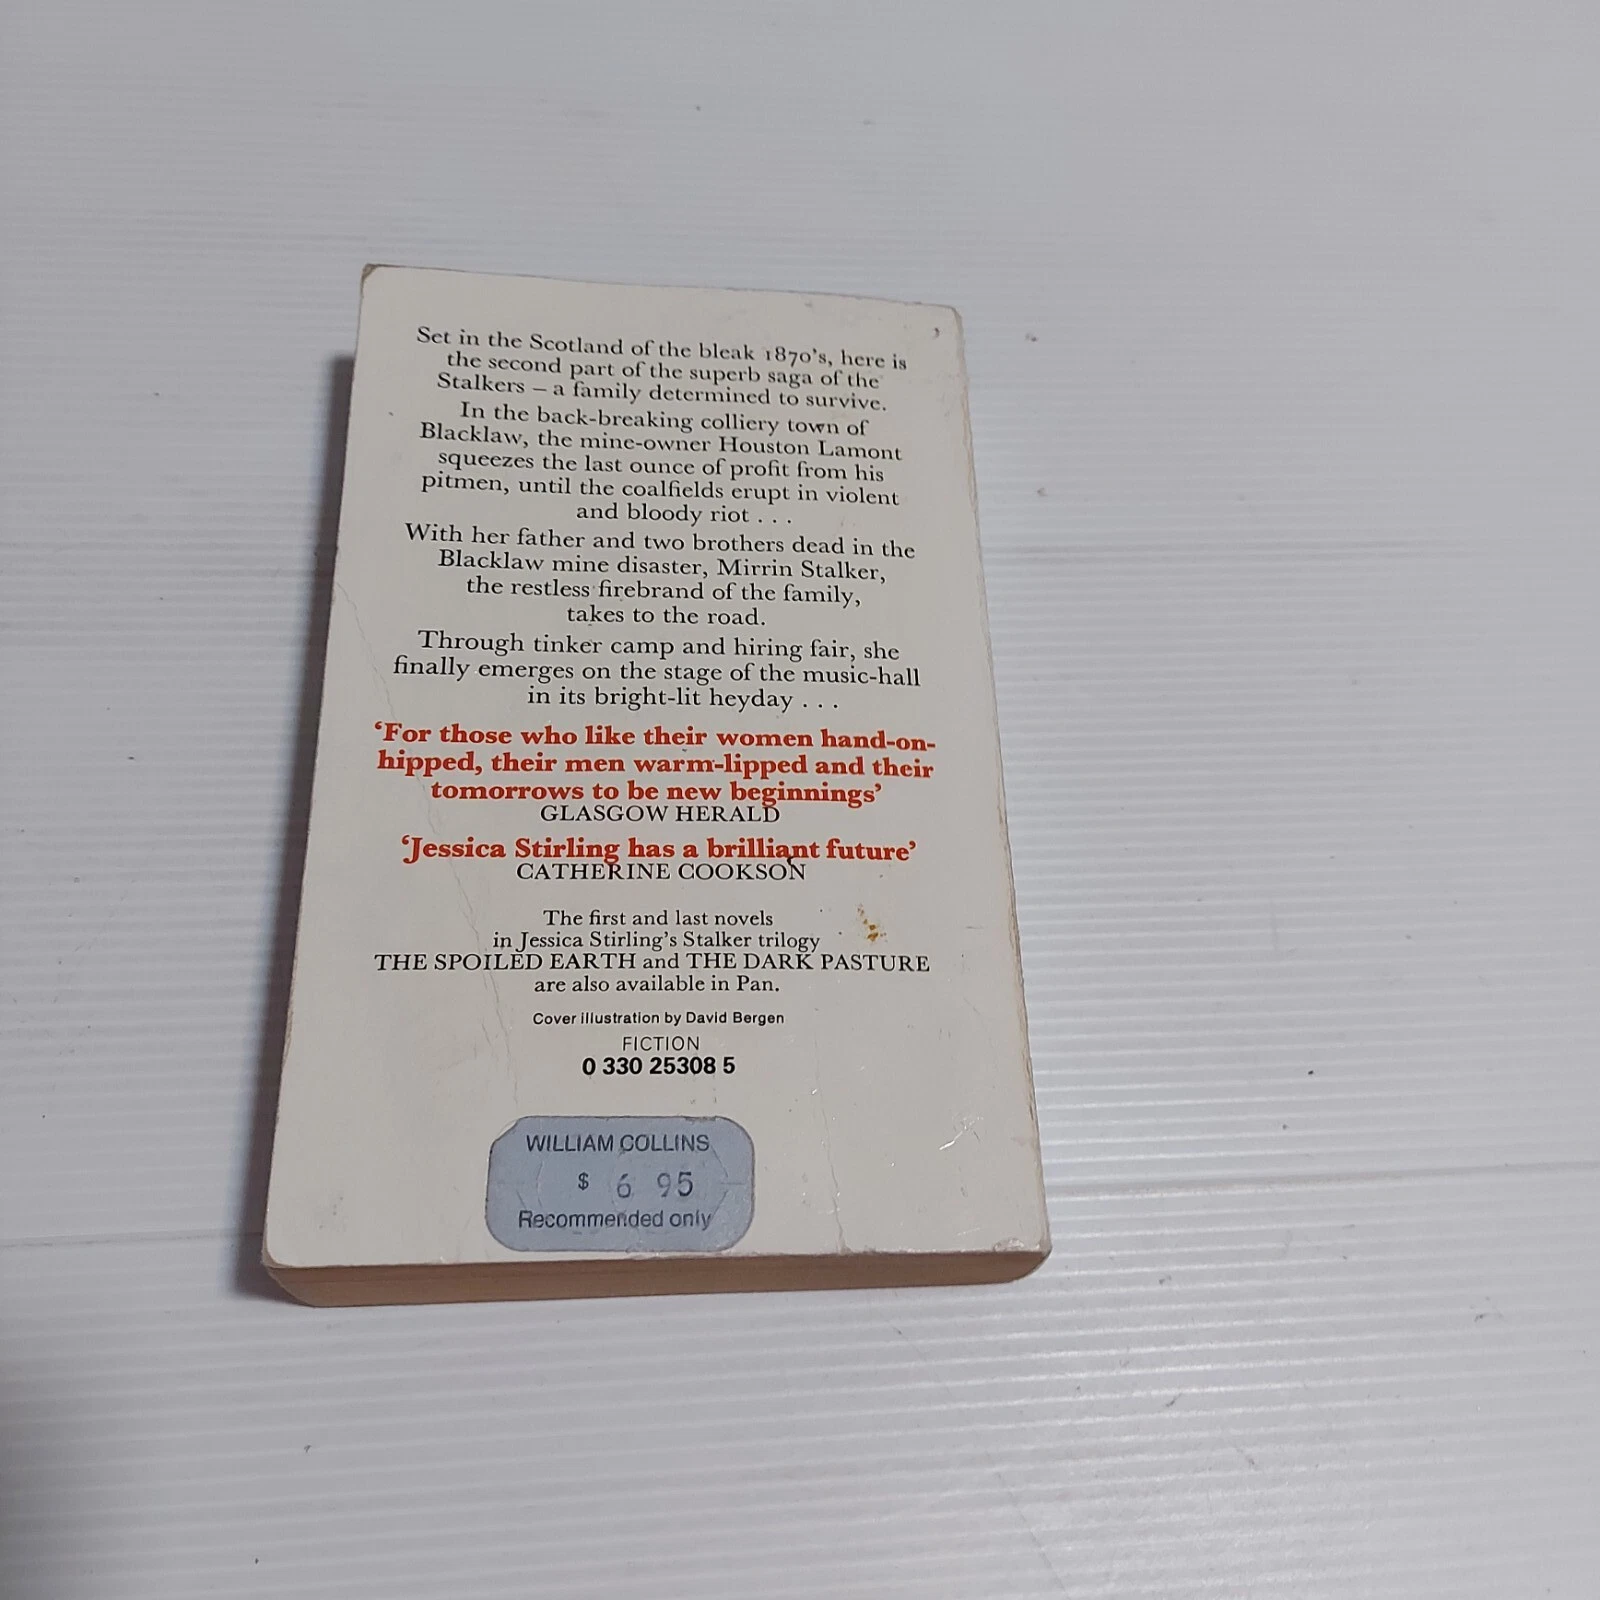 Set in the Scotland of the bleak 1870's, here is
the second part of the superb saga of the
Stalkers – a family determined to survive.
In the back-breaking colliery town of
Blacklaw, the mine-owner Houston Lamont
squeezes the last ounce of profit from his
pitmen, until the coalfields erupt in violent
and bloody riot . . .
With her father and two brothers dead in the
Blacklaw mine disaster, Mirrin Stalker,
the restless firebrand of the family,
takes to the road.
Through tinker camp and hiring fair, she
finally emerges on the stage of the music-hall
in its bright-lit heyday . . .
‘For those who like their women hand-on-
hipped, their men warm-lipped and their
tomorrows to be new beginnings’
GLASGOW HERALD
‘Jessica Stirling has a brilliant future’
CATHERINE COOKSON
The first and last novels
in Jessica Stirling's Stalker trilogy
THE SPOILED EARTH and THE DARK PASTURE
are also available in Pan.
Cover illustration by David Bergen
FICTION
0 330 25308 5
WILLIAM COLLINS
$ 6 95
Recommended only